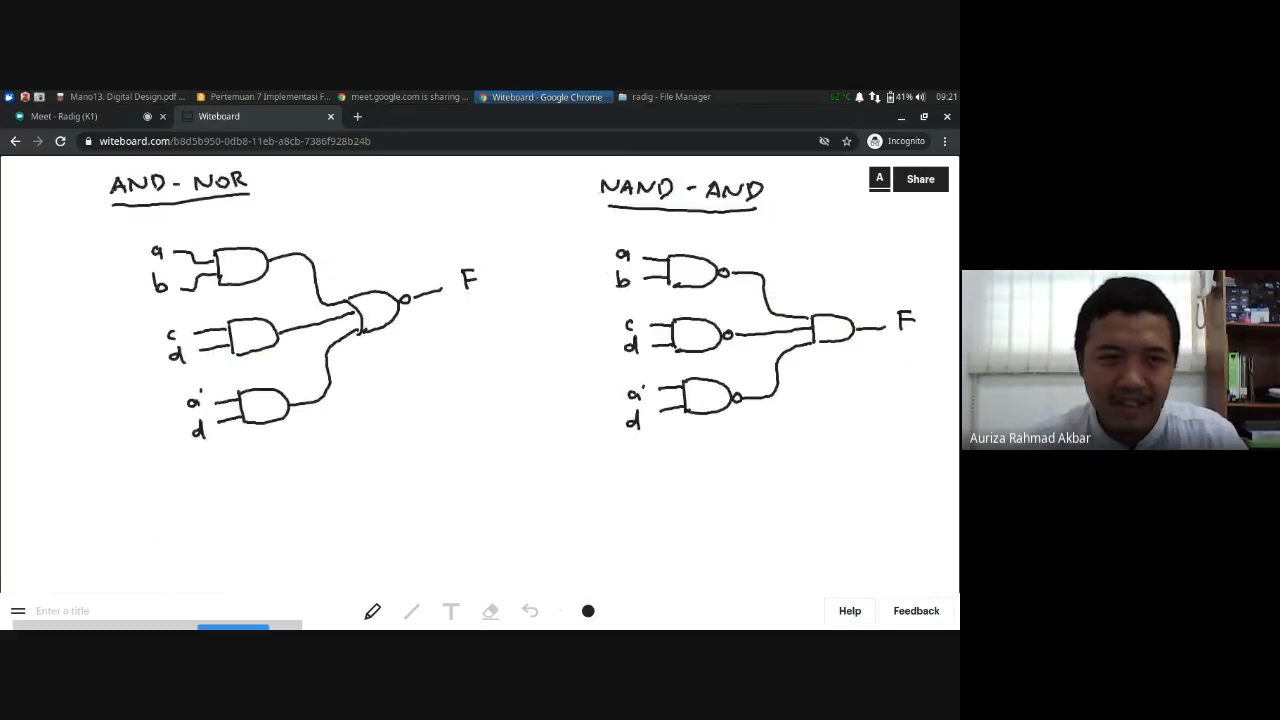 Mano13. Digital Design.pdf ...
Pertemuan 7 Implementasi F...
meet.google.com is sharing ...
Witeboard - Google Chrome
radig - File Manager
62 °C
41%
09:21
Meet - Radig (K1)
Witeboard
witeboard.com/b8d5b950-0db8-11eb-a8cb-7386f928b24b
Incognito
A
Share
AND - NOR
a
b
c
d
a'
d
F
NAND - AND
a
b
c
d
a'
d
F
Auriza Rahmad Akbar
Enter a title
T
Help
Feedback